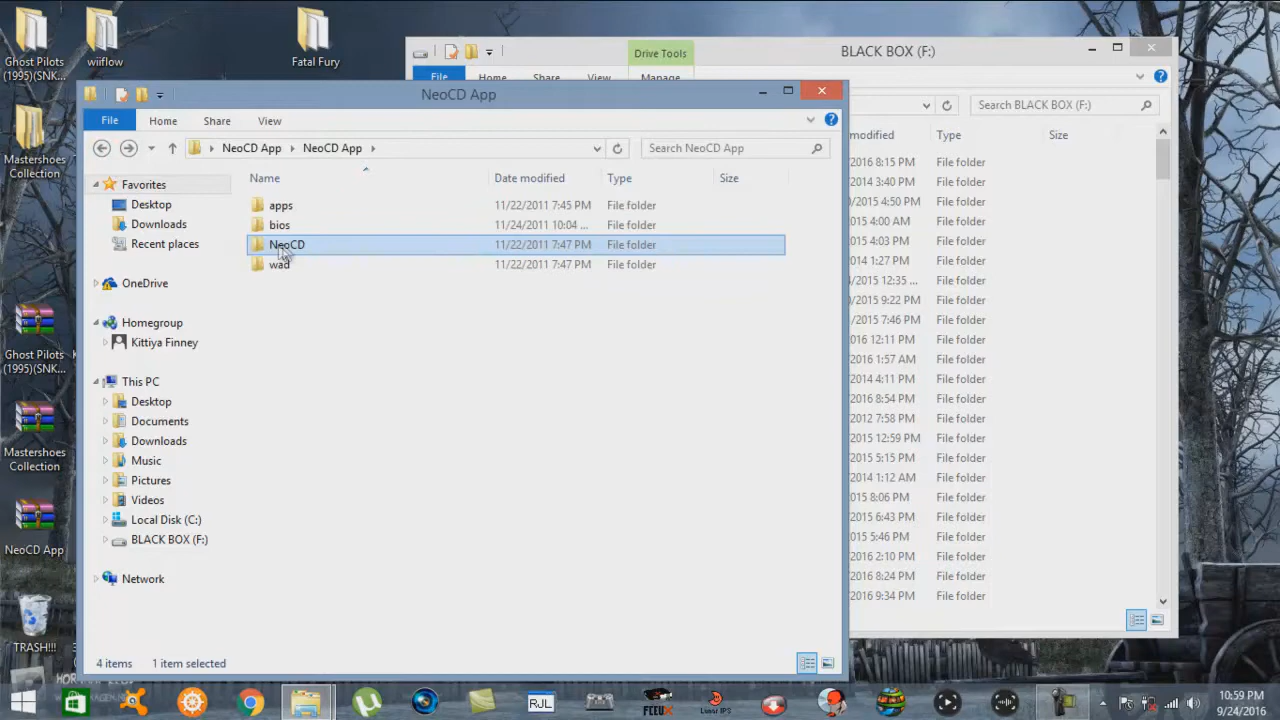 Ghost Pilots
(1995)(SNK...
wiiflow
Fatal Fury
Mastershoes
Collection
Ghost Pilots
(1995)(SNK...
Mastershoes
Collection
NeoCD App
TRASH!!!
Drive Tools
BLACK BOX (F:)
File
Home
Share
View
Manage
Search BLACK BOX (F:)
modified
Type
Size
2016 8:15 PM
File folder
2014 3:40 PM
File folder
2015 4:50 PM
File folder
2015 4:00 AM
File folder
2015 4:03 PM
File folder
2014 1:27 PM
File folder
/2015 12:35 ...
File folder
0/2015 9:22 PM
File folder
/2015 7:46 PM
File folder
2016 12:11 PM
File folder
2016 1:57 AM
File folder
2014 4:11 PM
File folder
2016 8:54 PM
File folder
2012 7:58 PM
File folder
2015 12:59 PM
File folder
2015 5:15 PM
File folder
2014 1:12 AM
File folder
2015 8:06 PM
File folder
2015 6:43 PM
File folder
2015 5:46 PM
File folder
2016 2:10 PM
File folder
2016 8:24 PM
File folder
2016 9:34 PM
File folder
NeoCD App
File
Home
Share
View
NeoCD App
NeoCD App
Search NeoCD App
Favorites
Desktop
Downloads
Recent places
OneDrive
Homegroup
Kittiya Finney
This PC
Desktop
Documents
Downloads
Music
Pictures
Videos
Local Disk (C:)
BLACK BOX (F:)
Network
Name
Date modified
Type
Size
apps
11/22/2011 7:45 PM
File folder
bios
11/24/2011 10:04 ...
File folder
NeoCD
11/22/2011 7:47 PM
File folder
wad
11/22/2011 7:47 PM
File folder
4 items
1 item selected
RJL
FCEUX
Lunar IPS
10:59 PM
9/24/2016